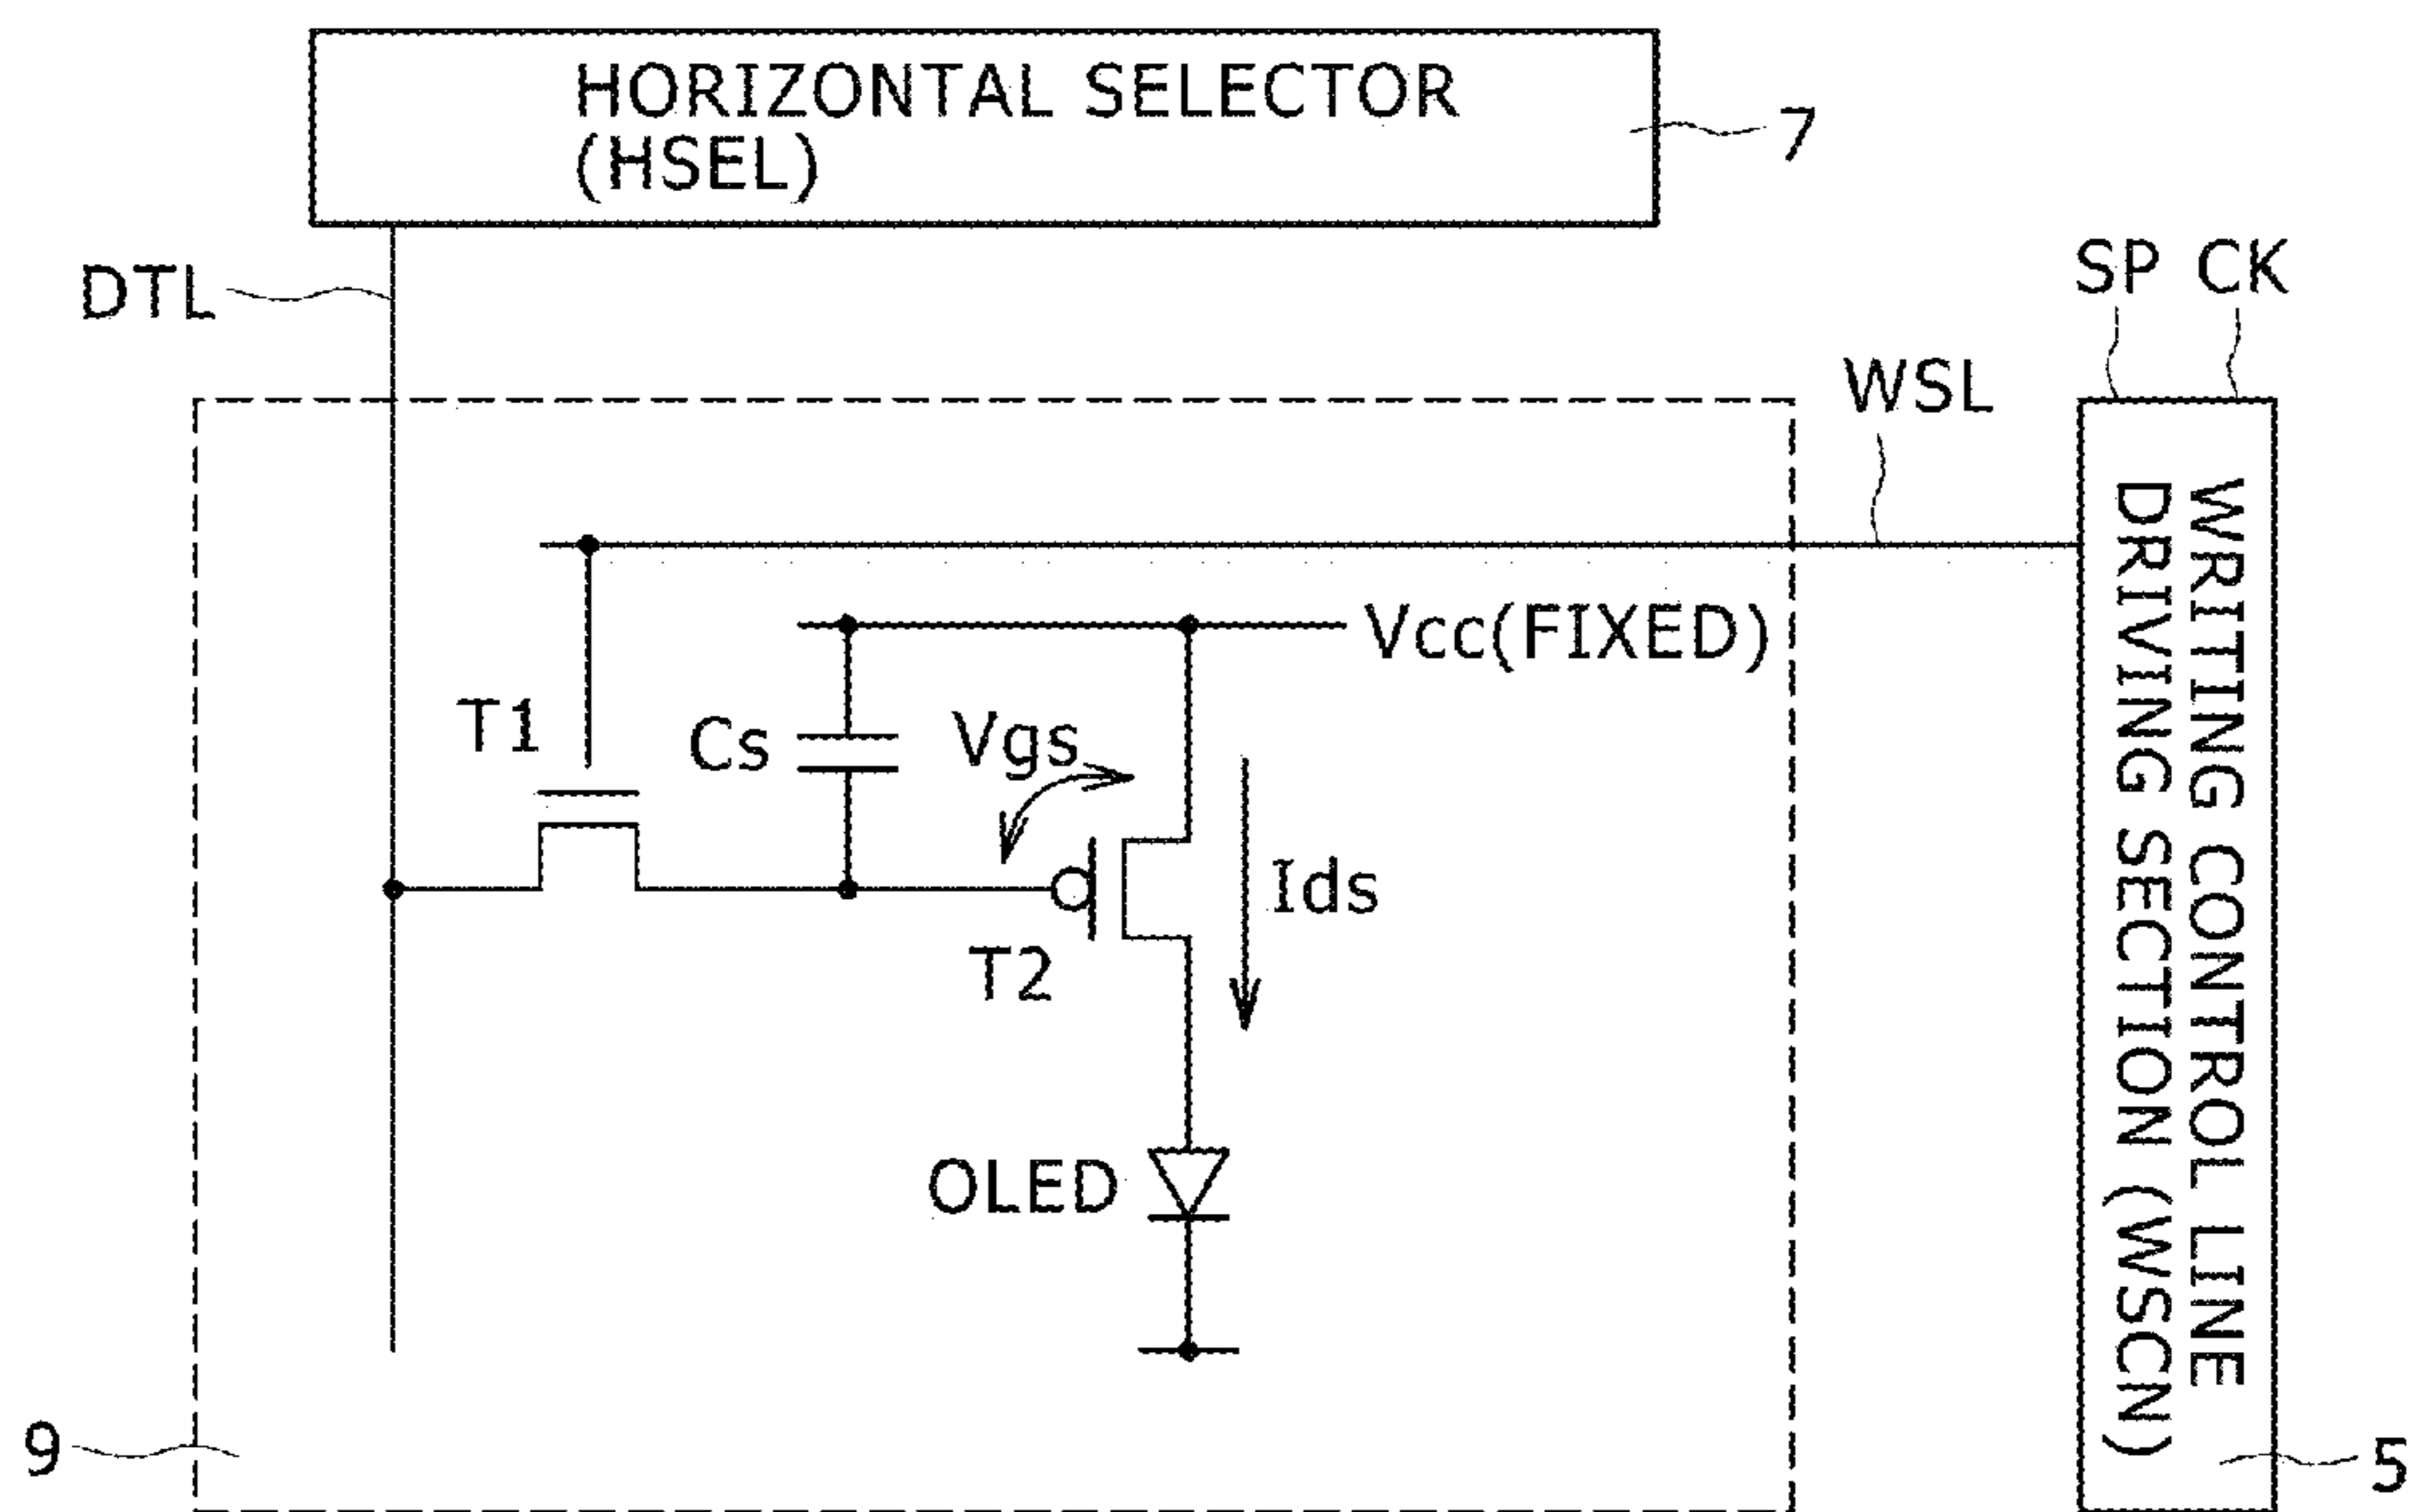 HORIZONTAL SELECTOR
(HSEL)
7
DTL
SP CK
WSL
WRITING CONTROL LINE
DRIVING SECTION (WSCN)
Vcc(FIXED)
T1
Cs
Vgs
Ids
T2
OLED
9
5